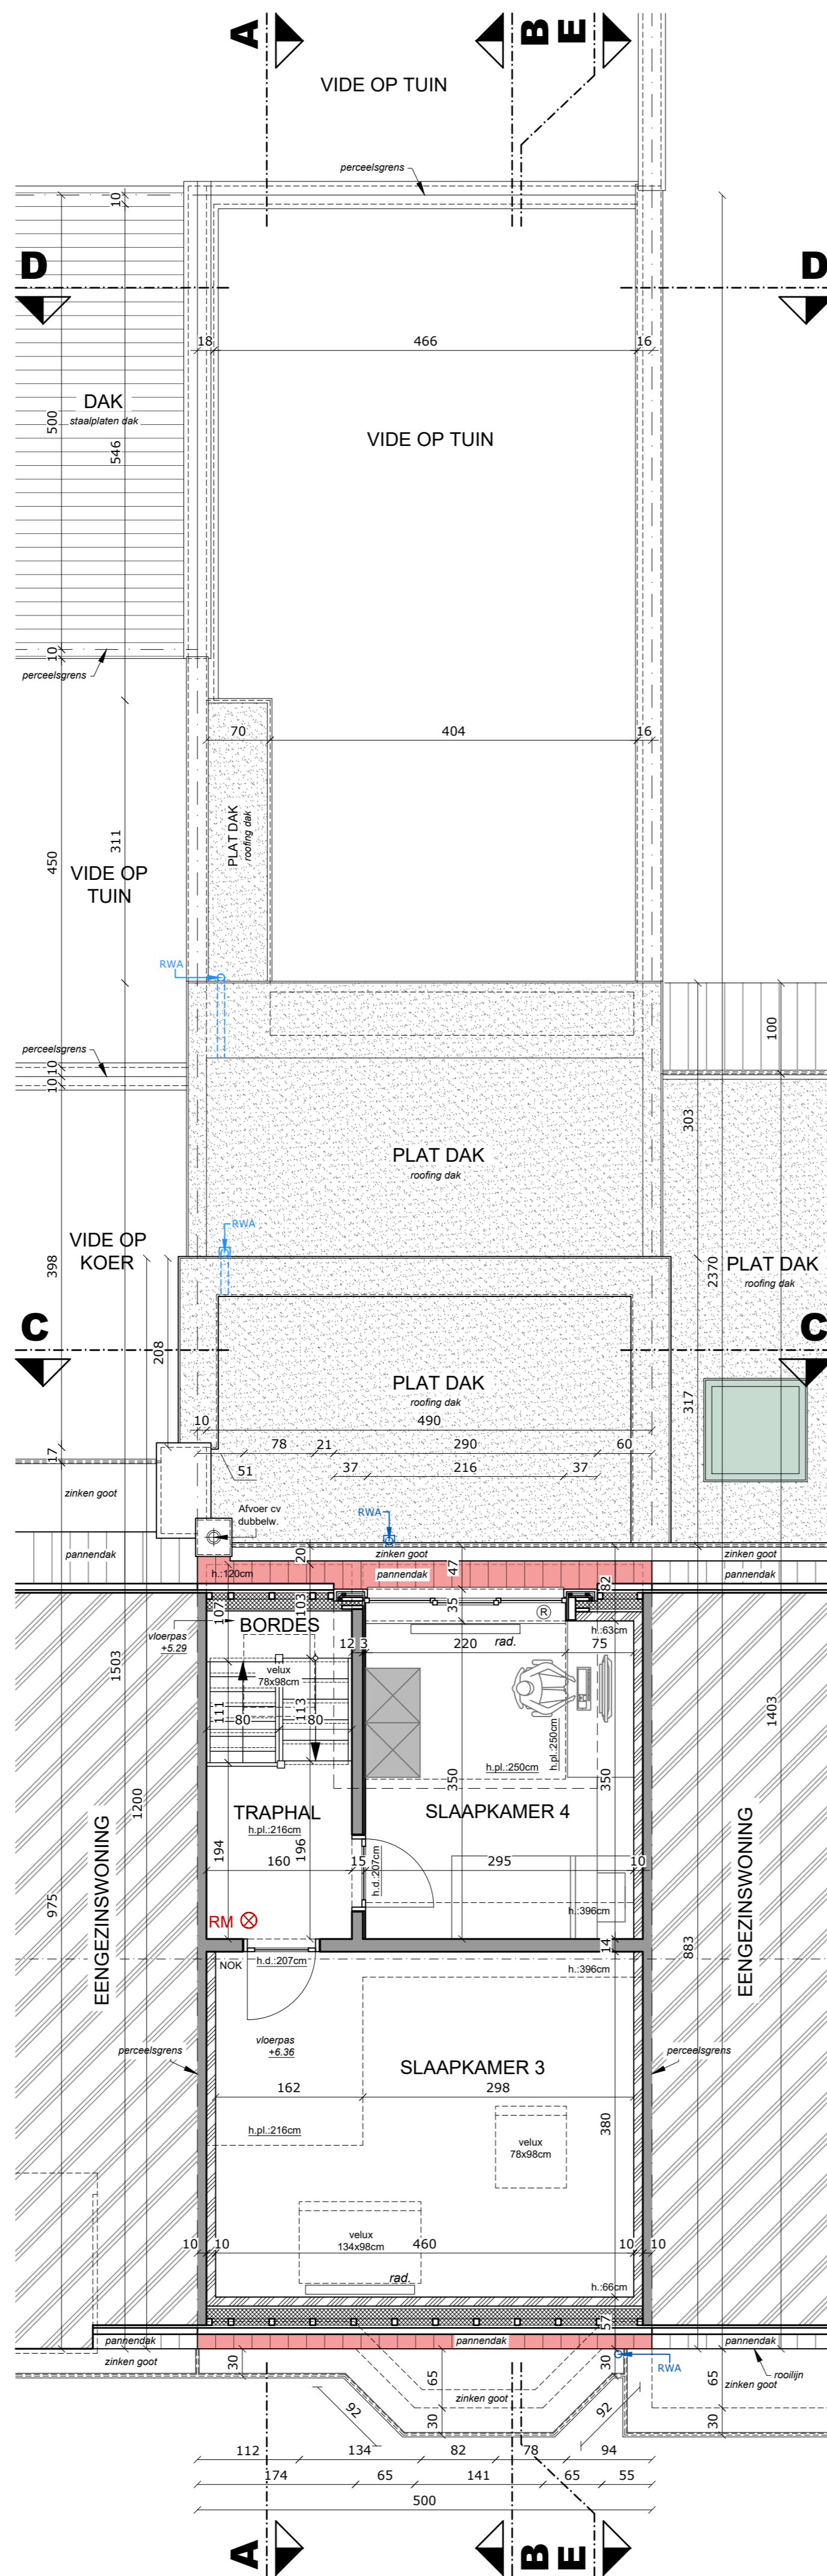 A
B
E
VIDE OP TUIN
perceelsgrens
10
D
D
18
466
16
DAK
staalplaten dak
500
546
VIDE OP TUIN
10
perceelsgrens
70
404
16
PLAT DAK
roofing dak
311
450
VIDE OP
TUIN
RWA
100
perceelsgrens
10
10
303
PLAT DAK
roofing dak
RWA
VIDE OP
KOER
398
PLAT DAK
roofing dak
2370
208
C
C
PLAT DAK
roofing dak
317
10
490
17
78
21
290
60
51
37
216
37
zinken goot
Afvoer cv
dubbelw.
RWA
pannendak
20
zinken goot
47
zinken goot
h.:120cm
pannendak
82
pannendak
107
103
35
R
BORDES
h.:63cm
vloerpas
+5.29
12
3
220
rad.
75
1503
velux
78x98cm
111
113
80
80
h.pl.:250cm
h.pl.:250cm
350
350
1403
1200
TRAPHAL
h.pl.:216cm
SLAAPKAMER 4
194
196
h.d.:207cm
160
15
295
10
EENGEZINSWONING
EENGEZINSWONING
975
h.:396cm
RM
14
883
NOK
h.d.:207cm
h.:396cm
vloerpas
+6.36
perceelsgrens
perceelsgrens
SLAAPKAMER 3
162
298
380
h.pl.:216cm
velux
78x98cm
velux
134x98cm
10
10
460
10
10
rad.
h.:66cm
57
pannendak
pannendak
pannendak
zinken goot
30
65
30
RWA
65
rooilijn
zinken goot
zinken goot
92
30
92
30
112
134
82
78
94
174
65
141
65
55
500
A
B
E